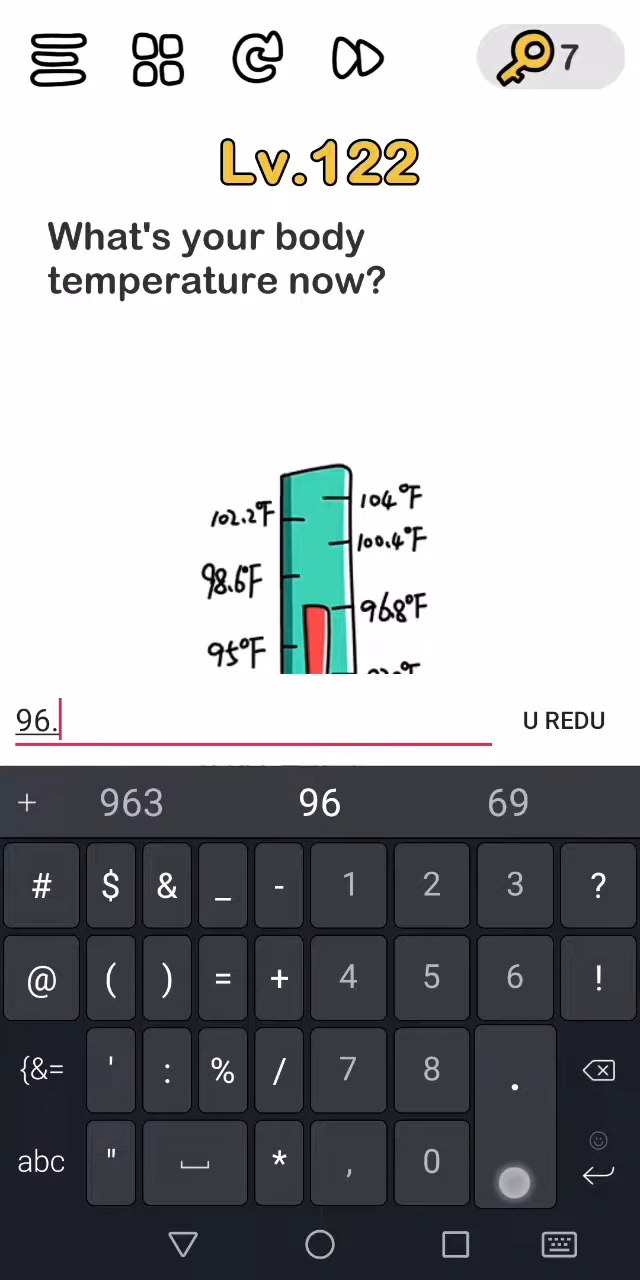 7
Lv.122
What's your body
temperature now?
104°F
102.2°F
100.4°F
98.6°F
96.8°F
95°F
96.
U REDU
+ 963 96 69
# $ & _ - 1 2 3 ?
@ ( ) = + 4 5 6 !
{&= ' : % / 7 8 .
abc " * , 0